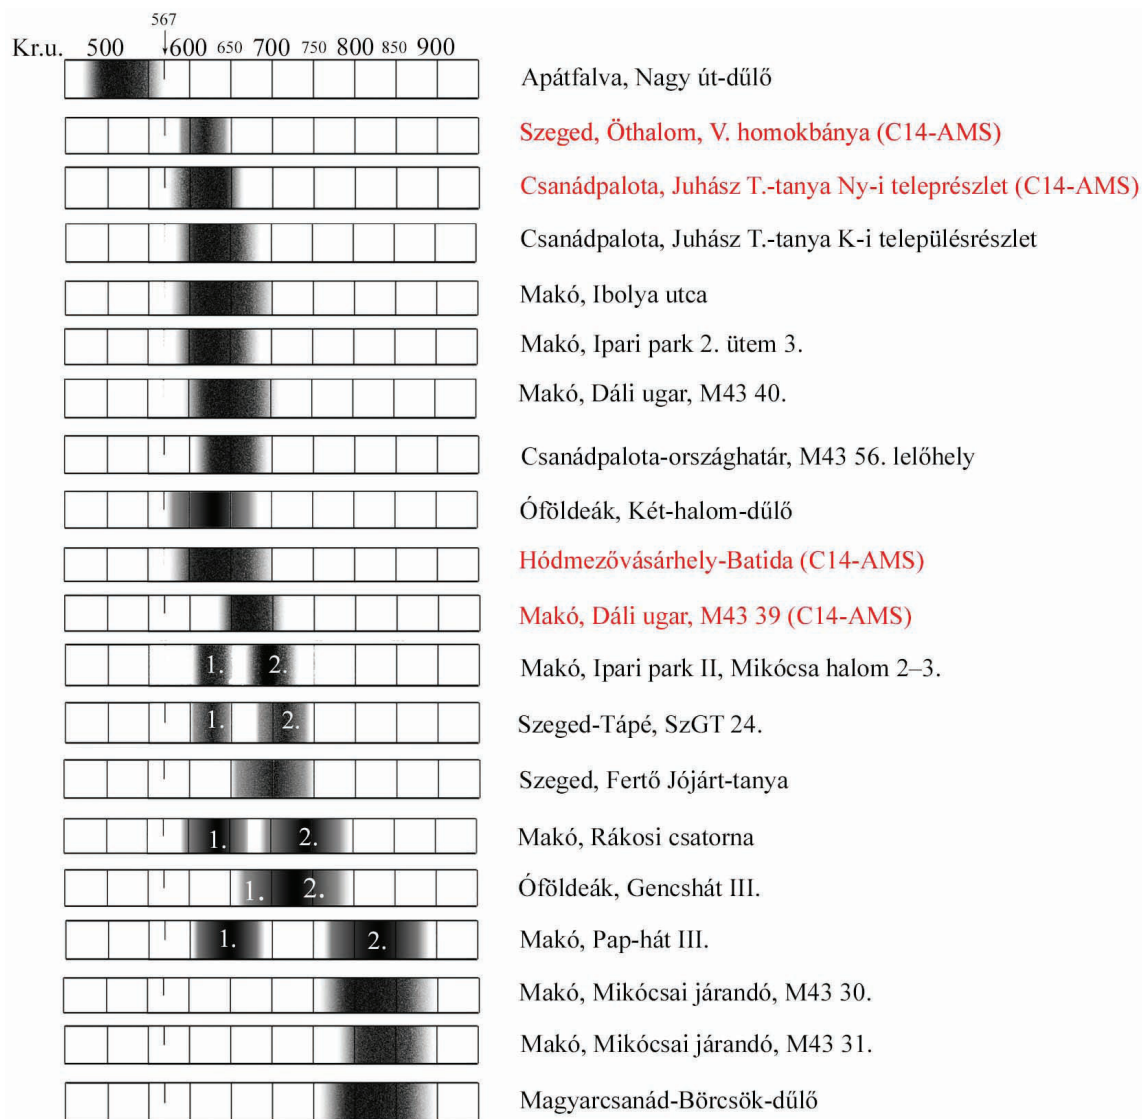 567
Kr.u. 500 600 650 700 750 800 850 900
Apátfalva, Nagy út-dűlő
Szeged, Öthalom, V. homokbánya (C14-AMS)
Csanádpalota, Juhász T.-tanya Ny-i teleprészlet (C14-AMS)
Csanádpalota, Juhász T.-tanya K-i településrészlet
Makó, Ibolya utca
Makó, Ipari park 2. ütem 3.
Makó, Dáli ugar, M43 40.
Csanádpalota-országhatár, M43 56. lelőhely
Óföldeák, Két-halom-dűlő
Hódmezővásárhely-Batida (C14-AMS)
Makó, Dáli ugar, M43 39 (C14-AMS)
1. 2. Makó, Ipari park II, Mikócsa halom 2–3.
1. 2. Szeged-Tápé, SzGT 24.
Szeged, Fertő Jójárt-tanya
1. 2. Makó, Rákosi csatorna
1. 2. Óföldeák, Gencshát III.
1. 2. Makó, Pap-hát III.
Makó, Mikócsai járandó, M43 30.
Makó, Mikócsai járandó, M43 31.
Magyarcsanád-Börcsök-dűlő